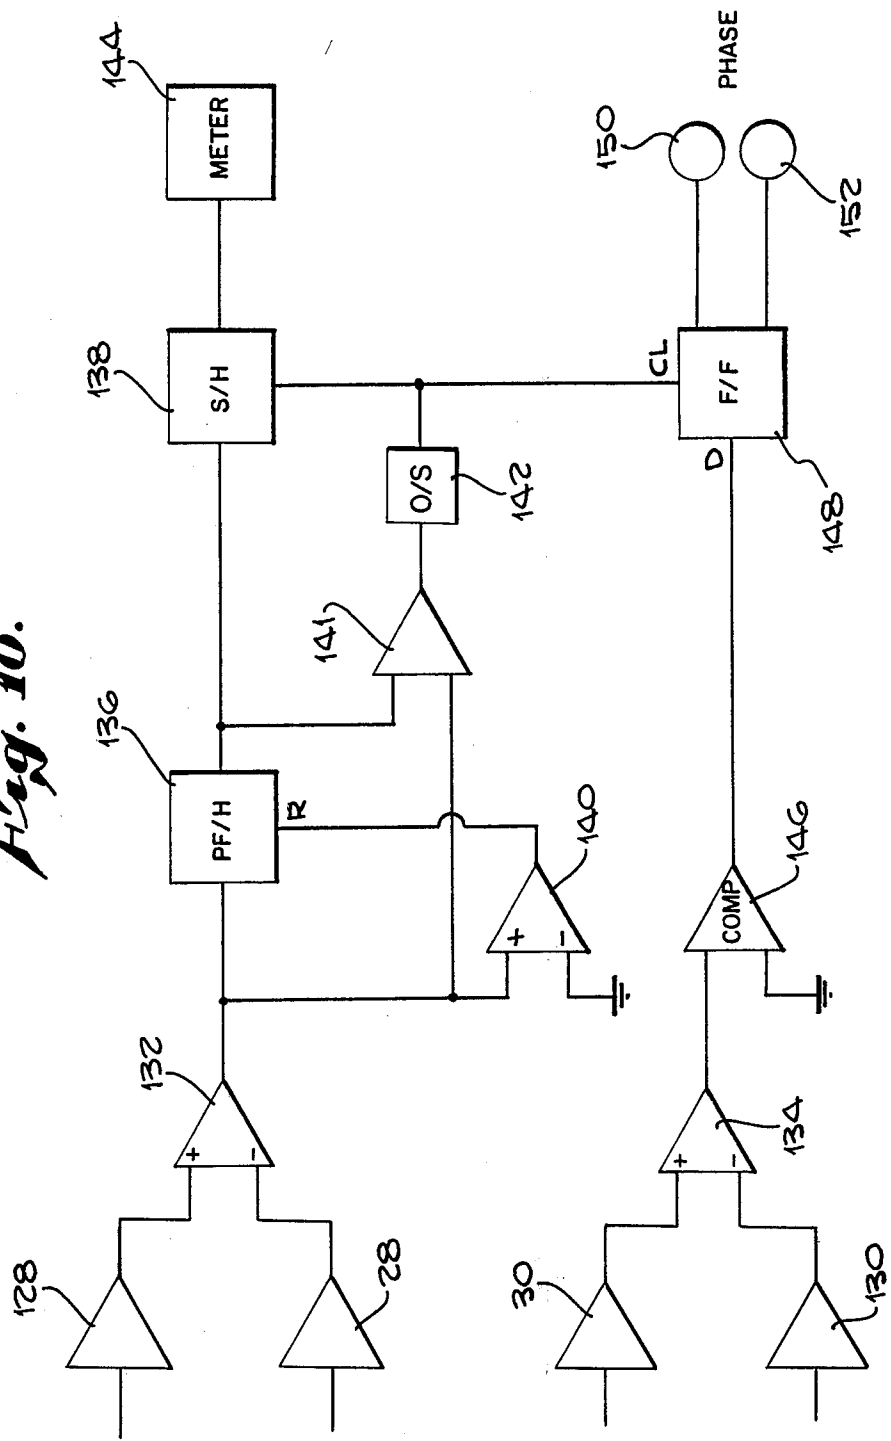 Fig. 10.
128
28
132
+
-
PF/H
136
R
+
-
140
141
O/S
142
S/H
138
METER
144
30
130
+
-
134
COMP
146
D
CL
F/F
148
150
152
PHASE